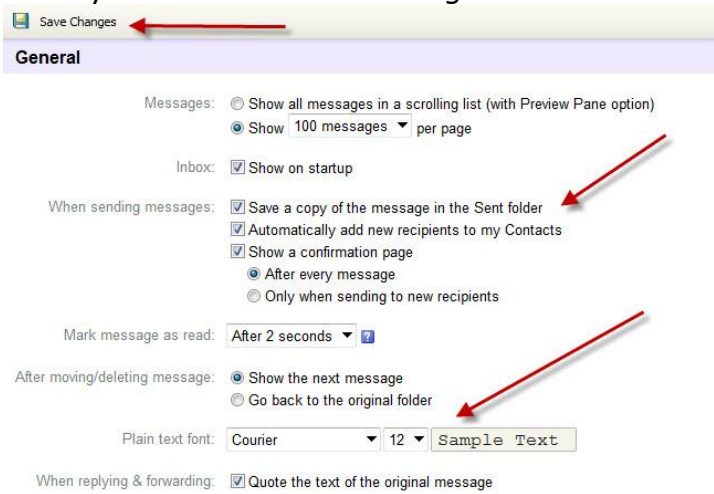 Save Changes
General
Messages: Show all messages in a scrolling list (with Preview Pane option)
Show 100 messages per page
Inbox: Show on startup
When sending messages: Save a copy of the message in the Sent folder
Automatically add new recipients to my Contacts
Show a confirmation page
After every message
Only when sending to new recipients
Mark message as read: After 2 seconds ?
After moving/deleting message: Show the next message
Go back to the original folder
Plain text font: Courier 12 Sample Text
When replying & forwarding: Quote the text of the original message